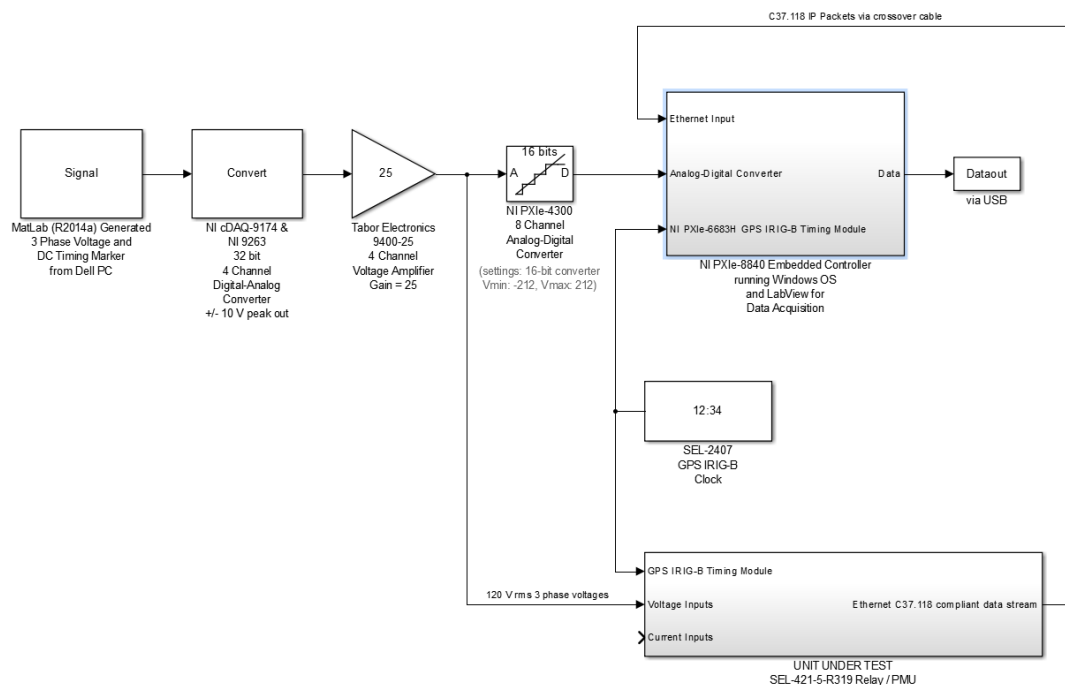 C37.118 IP Packets via crossover cable
Signal
MatLab (R2014a) Generated
3 Phase Voltage and
DC Timing Marker
from Dell PC
Convert
NI cDAQ-9174 &
NI 9263
32 bit
4 Channel
Digital-Analog
Converter
+/- 10 V peak out
25
Tabor Electronics
9400-25
4 Channel
Voltage Amplifier
Gain = 25
16 bits
A D
NI PXIe-4300
8 Channel
Analog-Digital
Converter
(settings: 16-bit converter
Vmin: -212, Vmax: 212)
Ethernet Input
Analog-Digital Converter
Data
NI PXIe-6683H GPS IRIG-B Timing Module
NI PXIe-8840 Embedded Controller
running Windows OS
and LabView for
Data Acquisition
Dataout
via USB
12:34
SEL-2407
GPS IRIG-B
Clock
GPS IRIG-B Timing Module
120 V rms 3 phase voltages
Voltage Inputs
Ethernet C37.118 compliant data stream
Current Inputs
UNIT UNDER TEST
SEL-421-5-R319 Relay / PMU